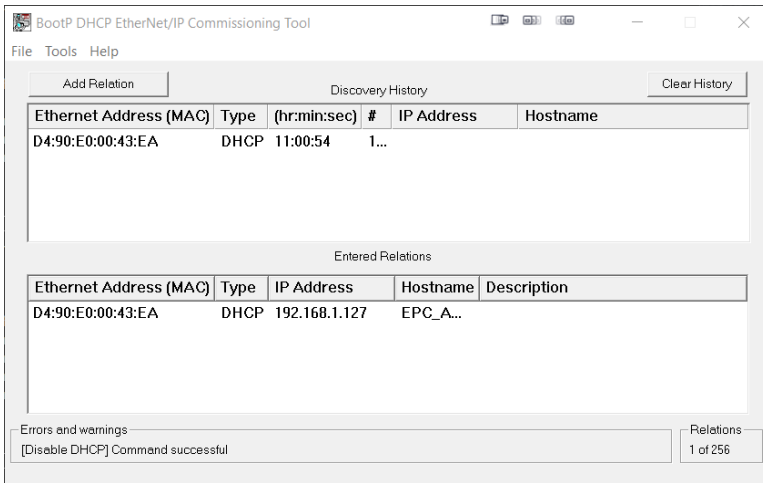 BootP DHCP EtherNet/IP Commissioning Tool
File Tools Help
Add Relation Discovery History Clear History
Ethernet Address (MAC) Type (hr:min:sec) # IP Address Hostname
D4:90:E0:00:43:EA DHCP 11:00:54 1...
Entered Relations
Ethernet Address (MAC) Type IP Address Hostname Description
D4:90:E0:00:43:EA DHCP 192.168.1.127 EPC_A...
Errors and warnings Relations
[Disable DHCP] Command successful 1 of 256